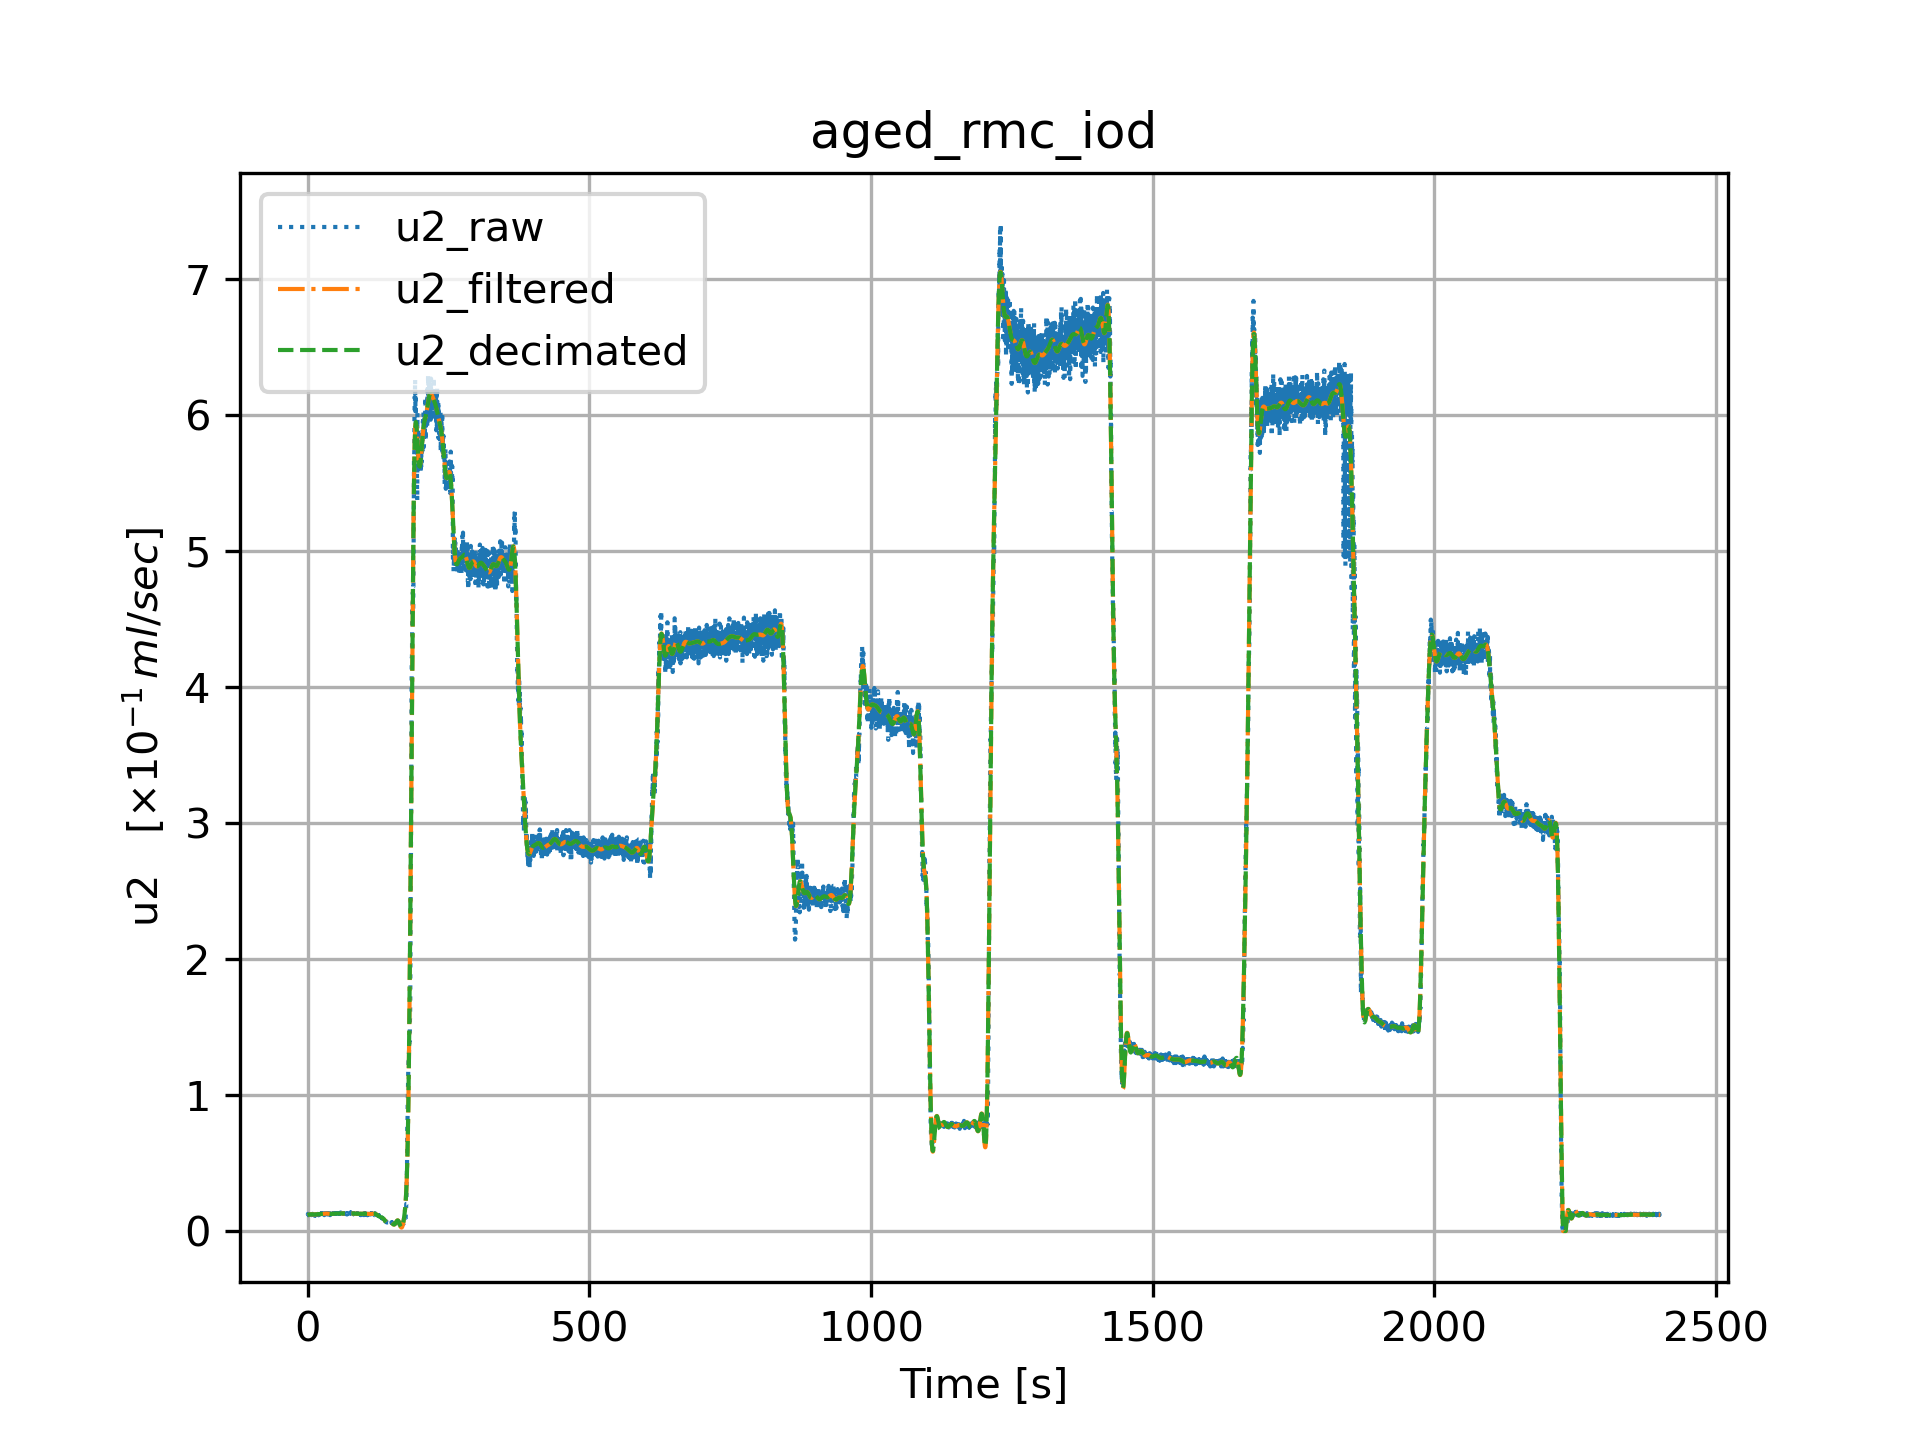 aged_rmc_iod
u2_raw
u2_filtered
u2_decimated
7
6
5
4
3
2
1
0
u2 [×10⁻¹ ml/sec]
0 500 1000 1500 2000 2500
Time [s]